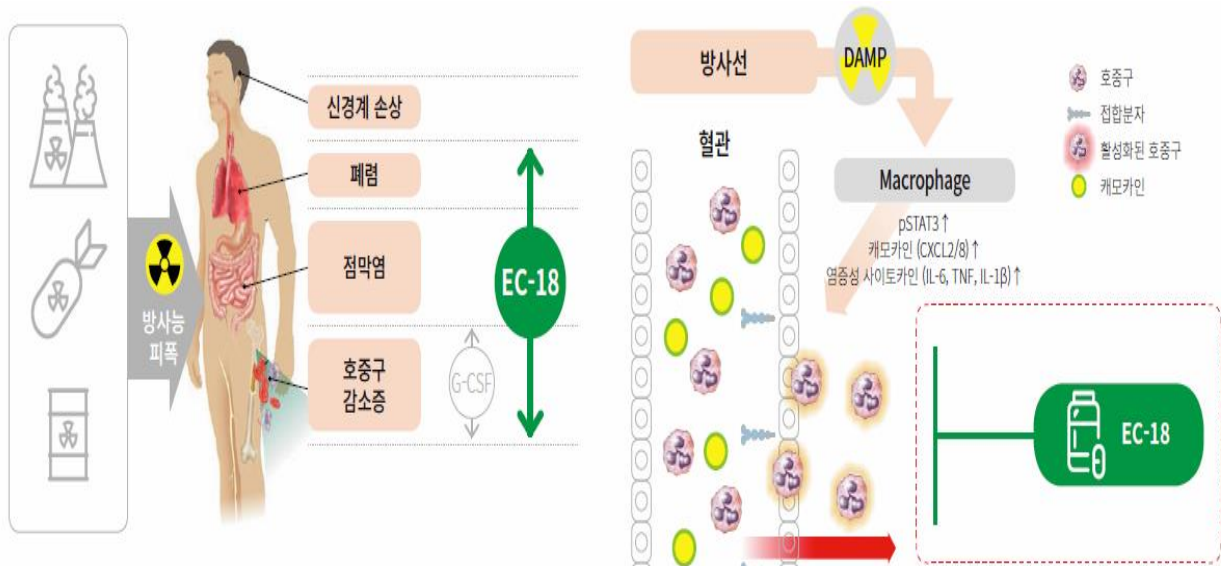 신경계 손상
폐렴
점막염
호중구
감소증
방사능
피폭
G-CSF
EC-18
방사선
DAMP
혈관
Macrophage
pSTAT3↑
캐모카인 (CXCL2/8)↑
염증성 사이토카인 (IL-6, TNF, IL-1β)↑
호중구
접합분자
활성화된 호중구
캐모카인
EC-18